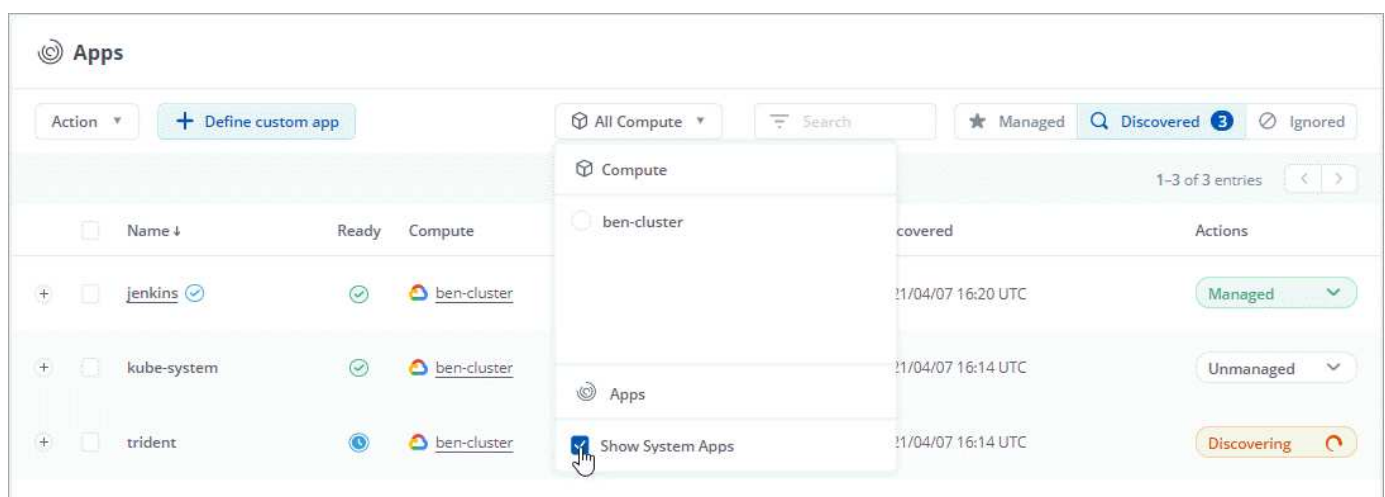 Apps
Action Define custom app All Compute Search Managed Discovered 3 Ignored
Compute
1-3 of 3 entries
ben-cluster
Name Ready Compute covered Actions
jenkins ben-cluster 21/04/07 16:20 UTC Managed
kube-system ben-cluster 21/04/07 16:14 UTC Unmanaged
Apps
trident ben-cluster 21/04/07 16:14 UTC Discovering
Show System Apps